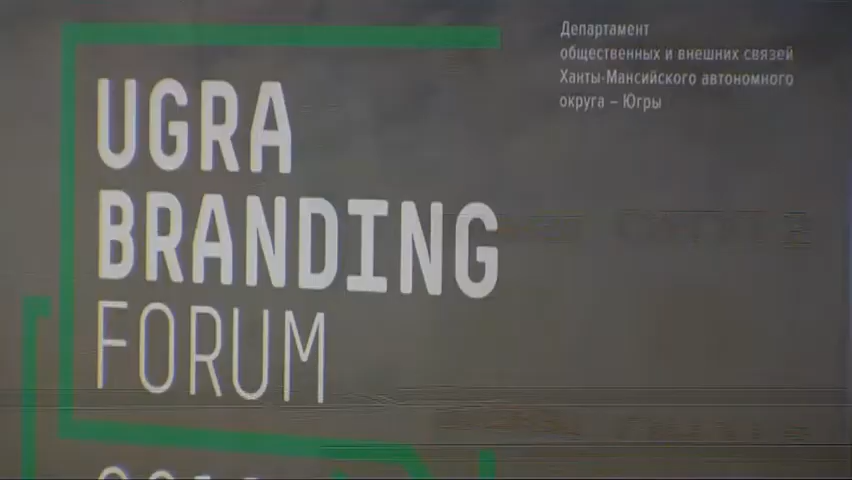 UGRA
BRANDING
FORUM
Департамент
общественных и внешних связей
Ханты-Мансийского автономного
округа – Югры